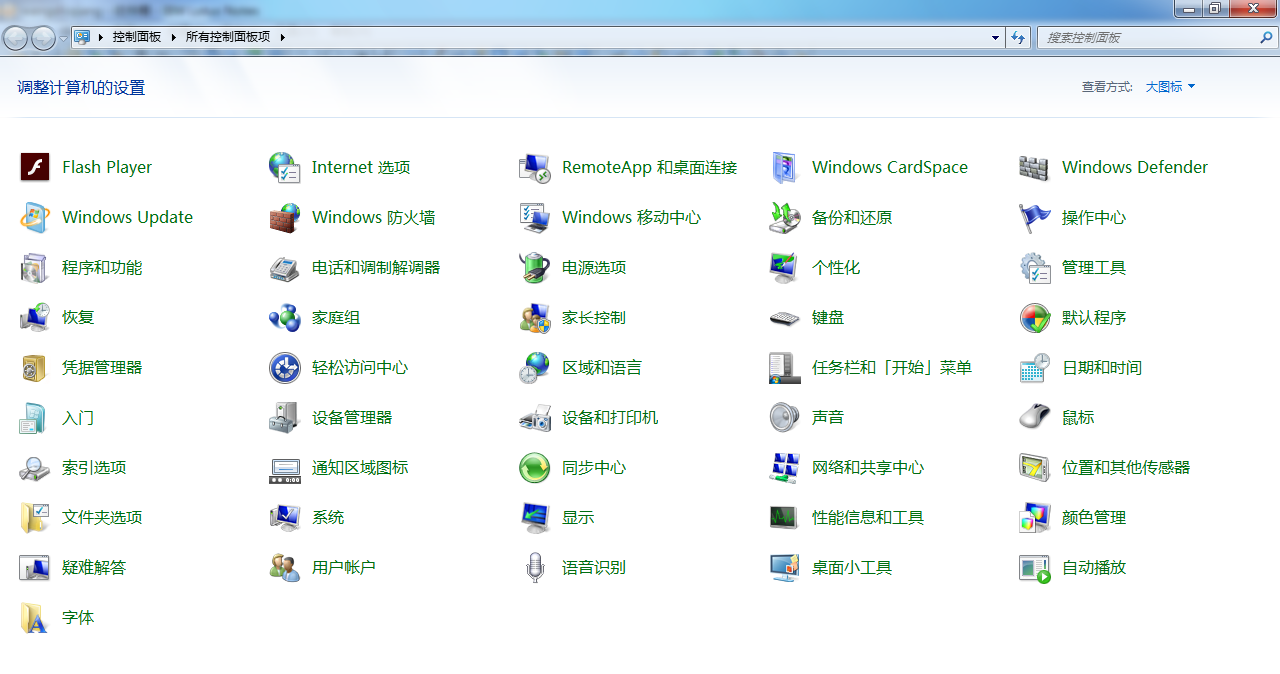 控制面板 所有控制面板项 搜索控制面板
调整计算机的设置 查看方式: 大图标
Flash Player Internet 选项 RemoteApp 和桌面连接 Windows CardSpace Windows Defender
Windows Update Windows 防火墙 Windows 移动中心 备份和还原 操作中心
程序和功能 电话和调制解调器 电源选项 个性化 管理工具
恢复 家庭组 家长控制 键盘 默认程序
凭据管理器 轻松访问中心 区域和语言 任务栏和「开始」菜单 日期和时间
入门 设备管理器 设备和打印机 声音 鼠标
索引选项 通知区域图标 同步中心 网络和共享中心 位置和其他传感器
文件夹选项 系统 显示 性能信息和工具 颜色管理
疑难解答 用户帐户 语音识别 桌面小工具 自动播放
字体